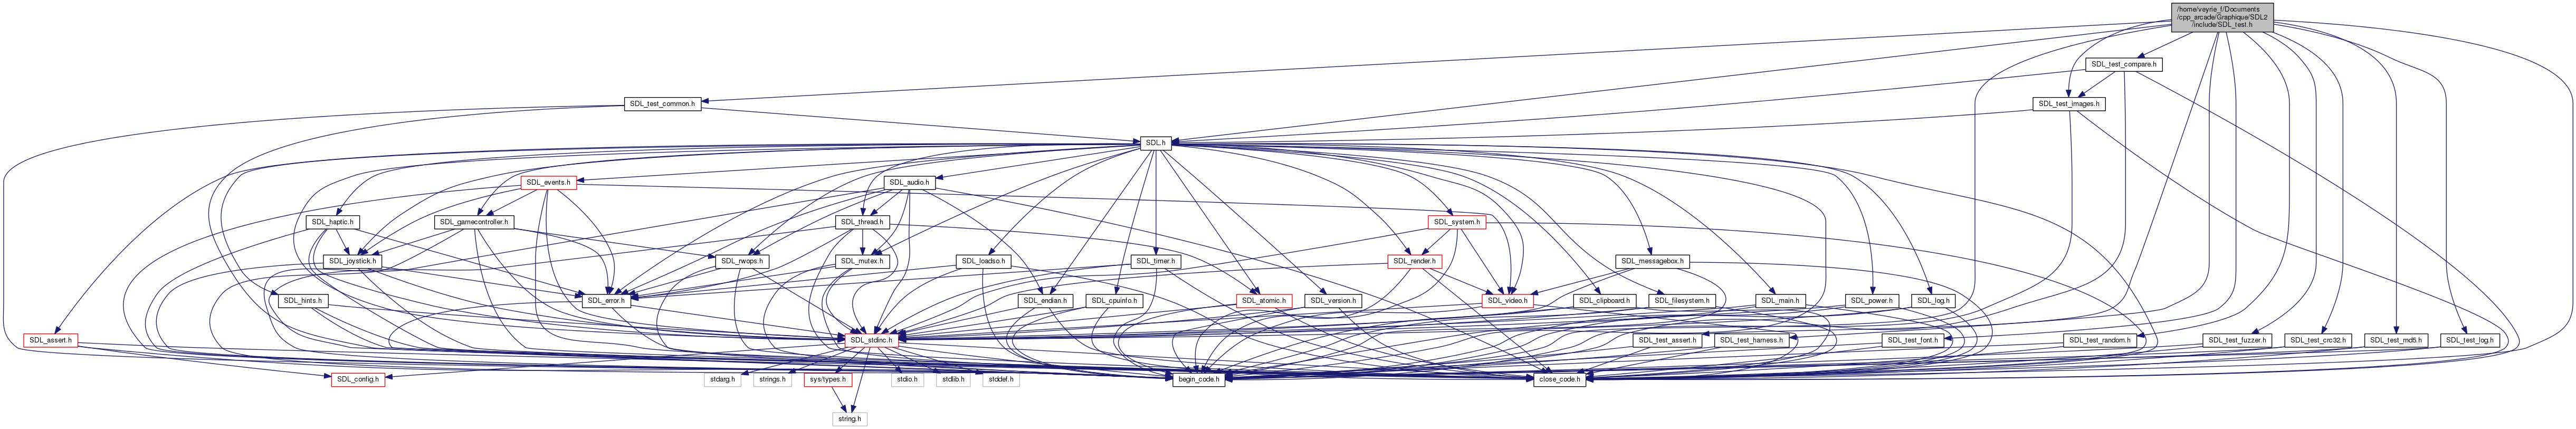 /home/veyrie_f/Documents
/cpp_arcade/Graphique/SDL2
/include/SDL_test.h
SDL_test_compare.h
SDL_test_common.h
SDL_test_images.h
SDL.h
SDL_events.h
SDL_audio.h
SDL_haptic.h
SDL_gamecontroller.h
SDL_thread.h
SDL_system.h
SDL_joystick.h
SDL_rwops.h
SDL_mutex.h
SDL_loadso.h
SDL_timer.h
SDL_render.h
SDL_messagebox.h
SDL_hints.h
SDL_error.h
SDL_endian.h
SDL_cpuinfo.h
SDL_atomic.h
SDL_version.h
SDL_video.h
SDL_clipboard.h
SDL_filesystem.h
SDL_main.h
SDL_power.h
SDL_log.h
SDL_assert.h
SDL_stdinc.h
SDL_test_assert.h
SDL_test_harness.h
SDL_test_font.h
SDL_test_random.h
SDL_test_fuzzer.h
SDL_test_crc32.h
SDL_test_md5.h
SDL_test_log.h
SDL_config.h
stdarg.h
strings.h
sys/types.h
stdio.h
stdlib.h
stddef.h
begin_code.h
close_code.h
string.h